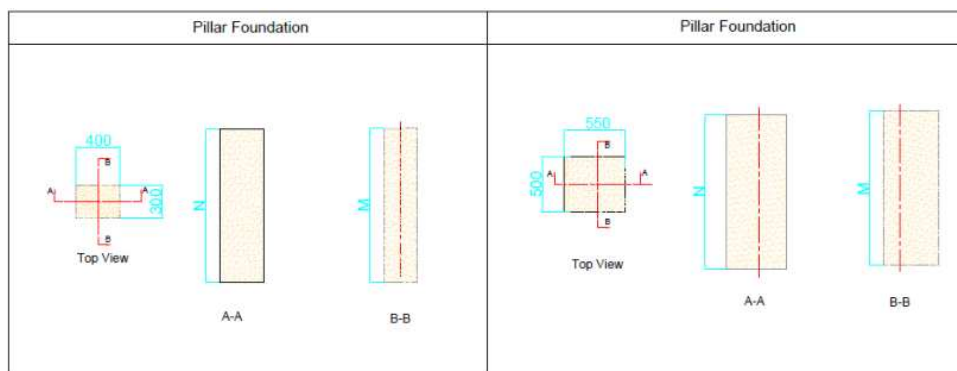 Pillar Foundation
400
B
A
A
300
B
Top View
N
A-A
M
B-B
Pillar Foundation
550
B
A
A
500
B
Top View
N
A-A
M
B-B